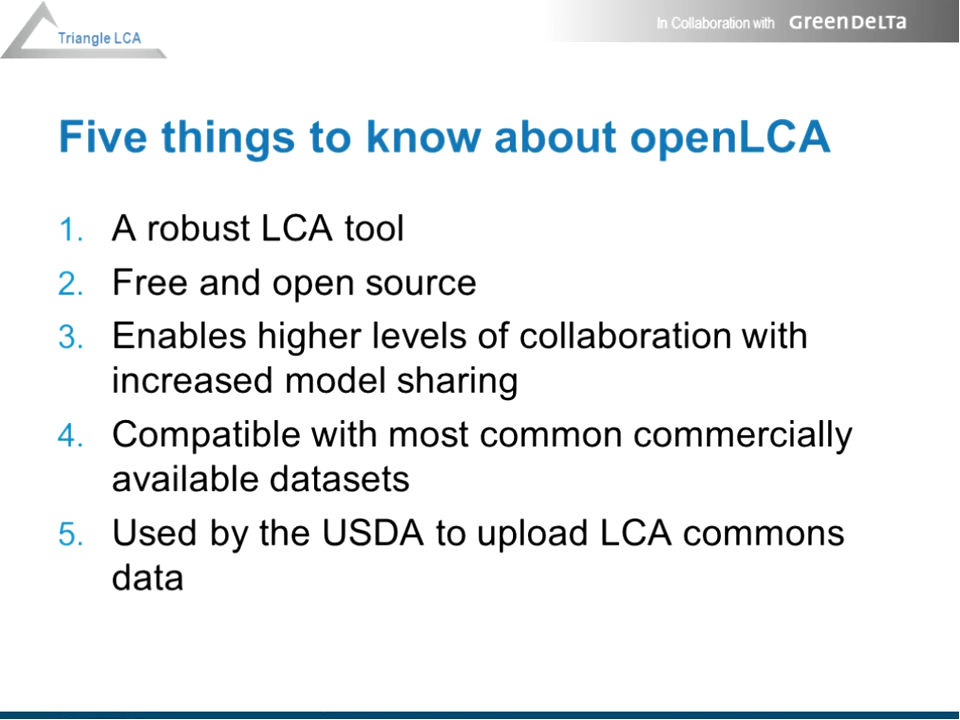 Triangle LCA
In Collaboration with GreenDeLTa
Five things to know about openLCA
1. A robust LCA tool
2. Free and open source
3. Enables higher levels of collaboration with
increased model sharing
4. Compatible with most common commercially
available datasets
5. Used by the USDA to upload LCA commons
data